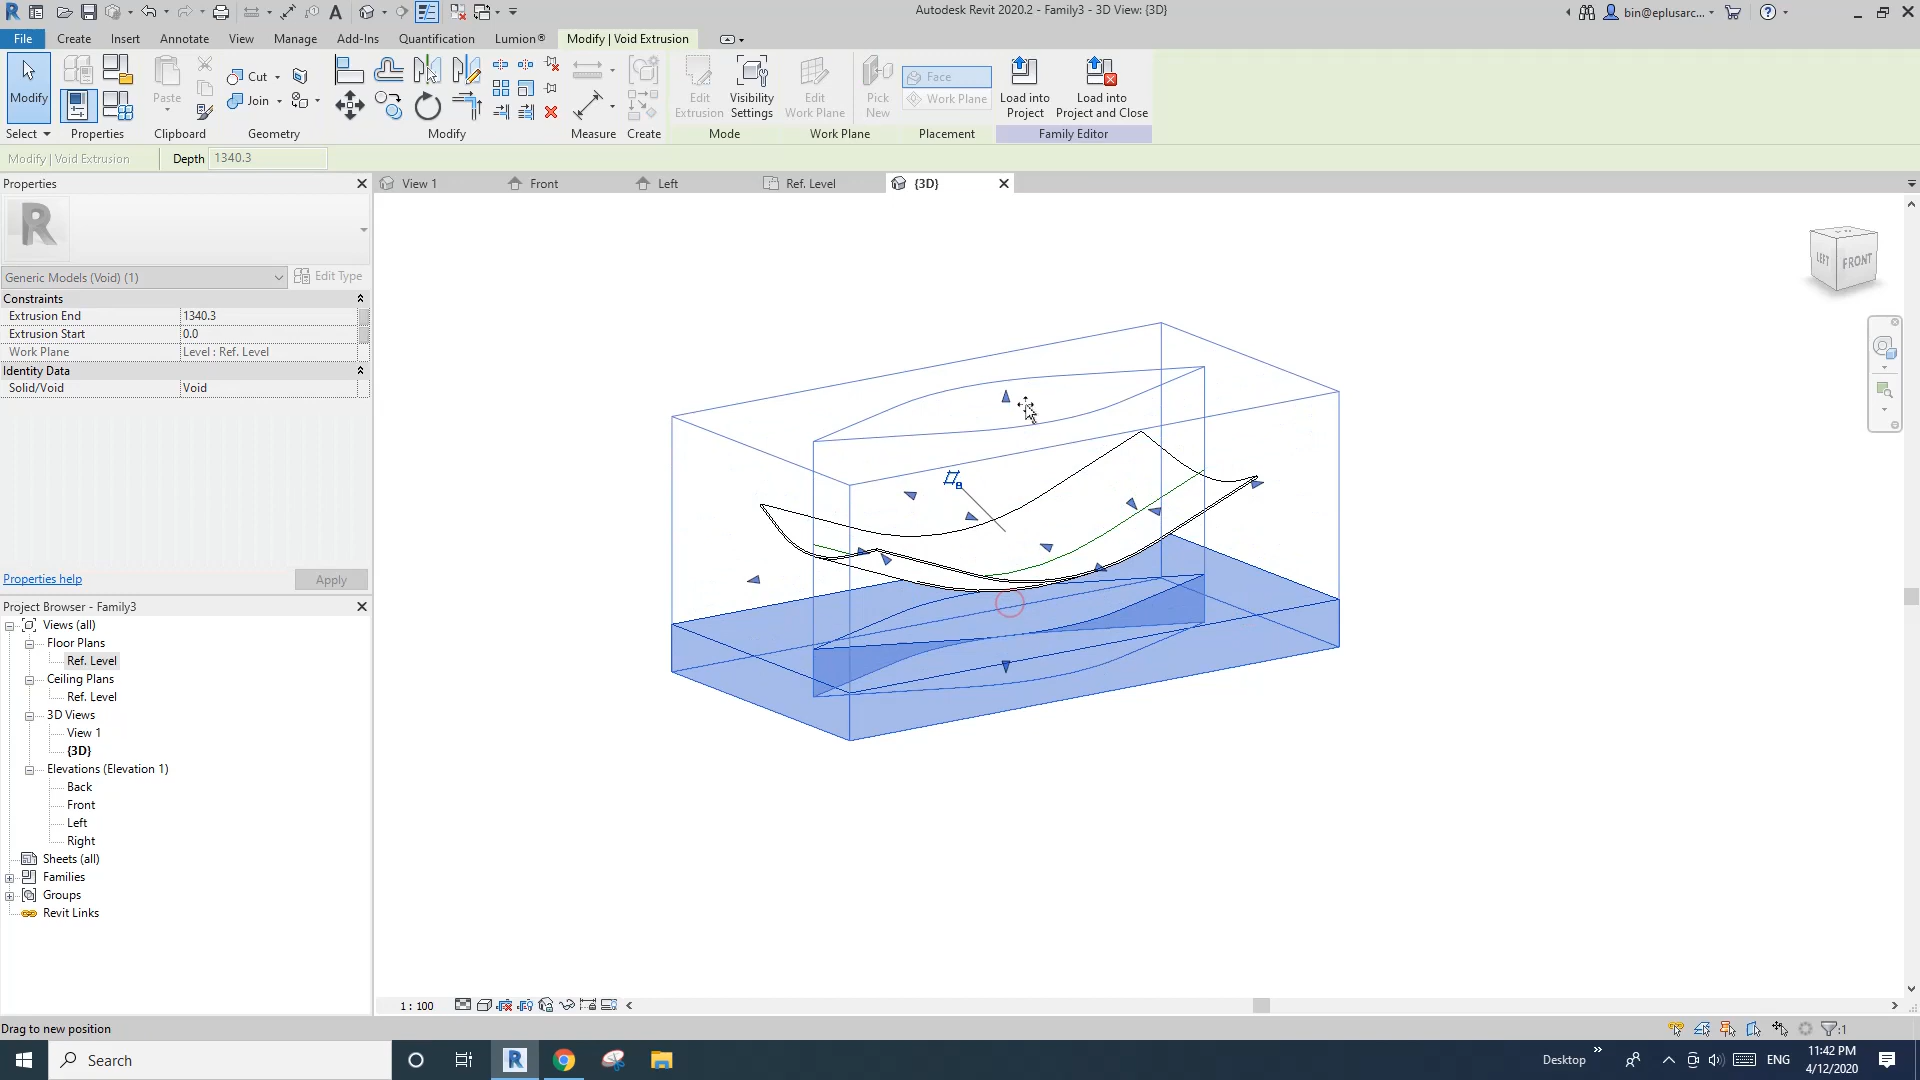 Autodesk Revit 2020.2 - Family3 - 3D View: {3D}
bin@eplusarc...
File
Create
Insert
Annotate
View
Manage
Add-Ins
Quantification
Lumion®
Modify | Void Extrusion
Modify
Select
Properties
Paste
Clipboard
Cut
Join
Geometry
Modify
Measure
Create
Edit
Extrusion
Visibility
Settings
Mode
Edit
Work Plane
Work Plane
Pick
New
Face
Work Plane
Placement
Load into
Project
Load into
Project and Close
Family Editor
Modify | Void Extrusion
Depth
1340.3
Properties
View 1
Front
Left
Ref. Level
{3D}
Generic Models (Void) (1)
Edit Type
Constraints
Extrusion End
1340.3
Extrusion Start
0.0
Work Plane
Level : Ref. Level
Identity Data
Solid/Void
Void
Properties help
Apply
LEFT
FRONT
Project Browser - Family3
Views (all)
Floor Plans
Ref. Level
Ceiling Plans
Ref. Level
3D Views
View 1
{3D}
Elevations (Elevation 1)
Back
Front
Left
Right
Sheets (all)
Families
Groups
Revit Links
1 : 100
Drag to new position
:1
Search
Desktop
ENG
11:42 PM
4/12/2020